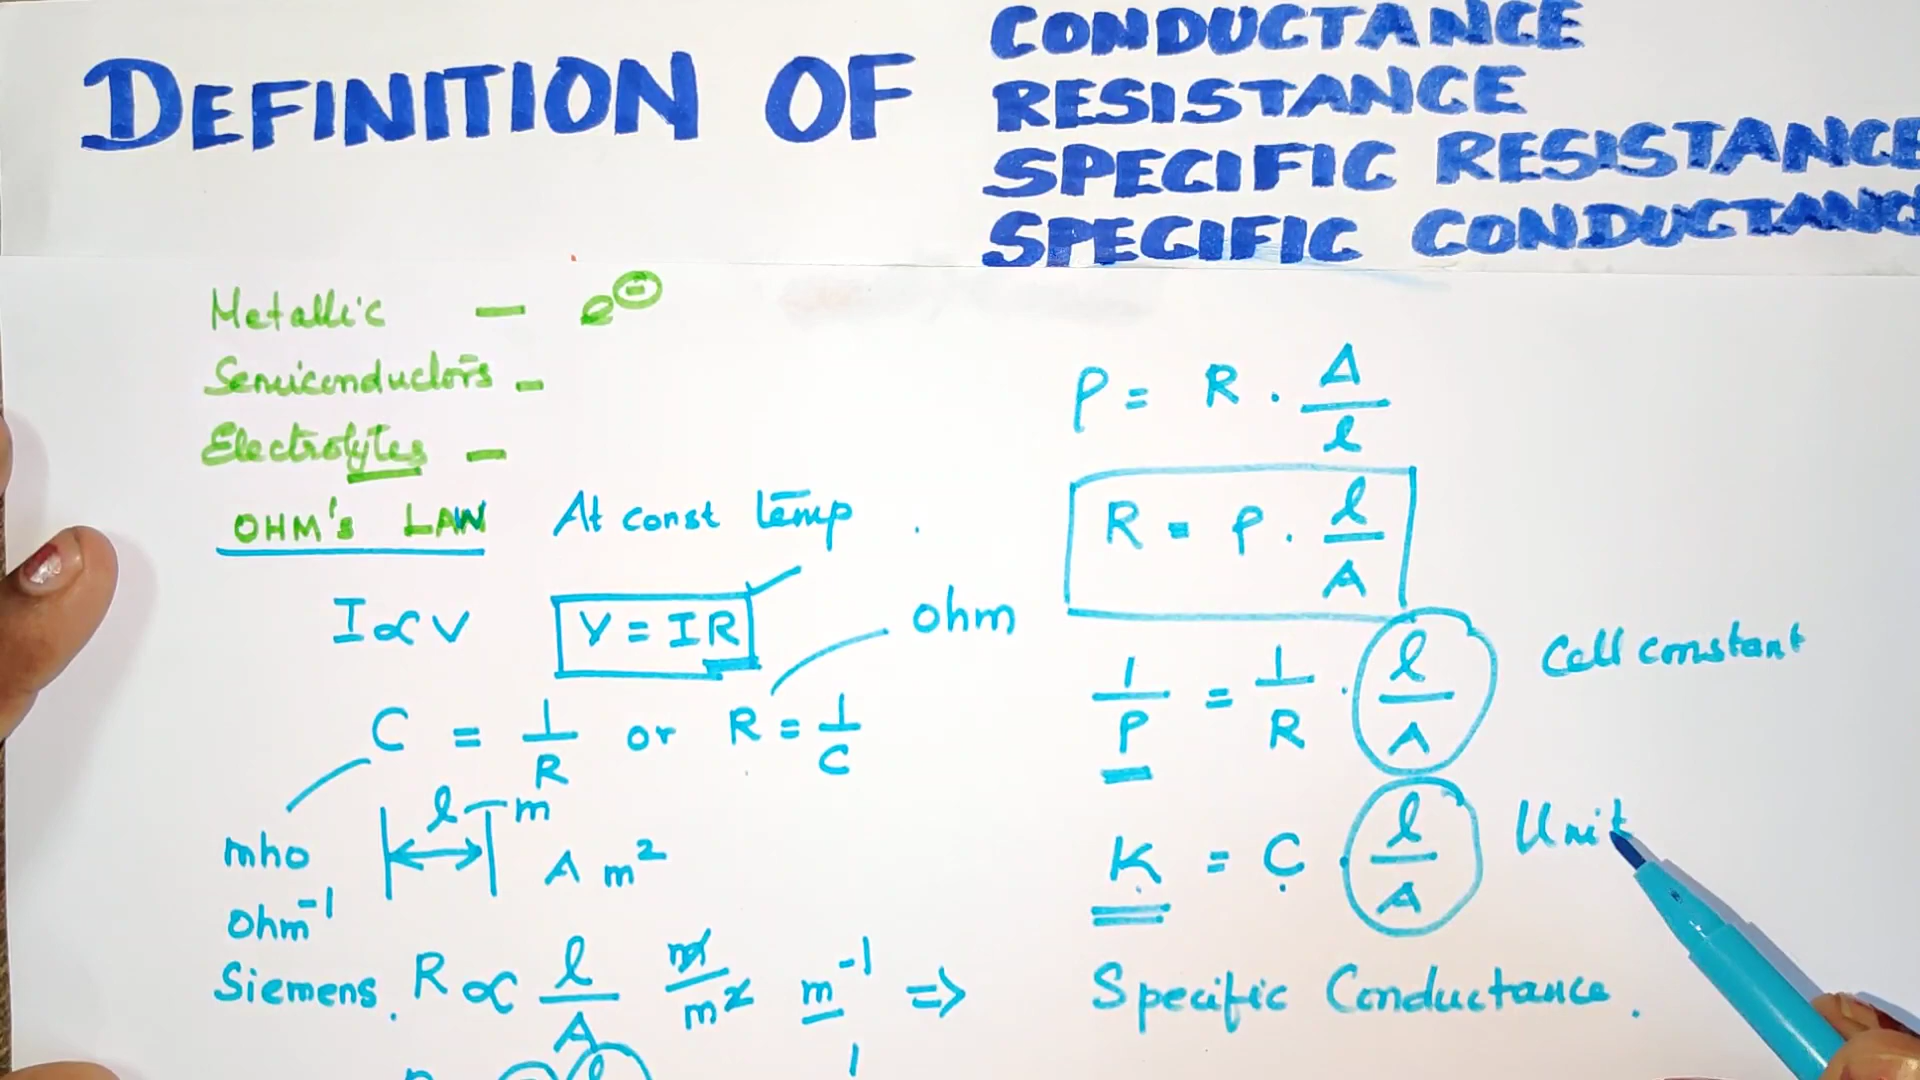 DEFINITION OF
CONDUCTANCE
RESISTANCE
SPECIFIC RESISTANCE
SPECIFIC CONDUCTANC
Metallic — e⊖
Semiconductors –
Electrolytes —
OHM's LAW At const temp .
I ∝ V V = IR ohm
C = 1/R or R = 1/C
l m
mho A m²
ohm⁻¹
Siemens. R ∝ l/A m/m² m⁻¹ ⇒
ρ = R . A/l
R = ρ . l/A
1/ρ = 1/R . l/A Cell constant
K = C . l/A Unit
Specific Conductance.